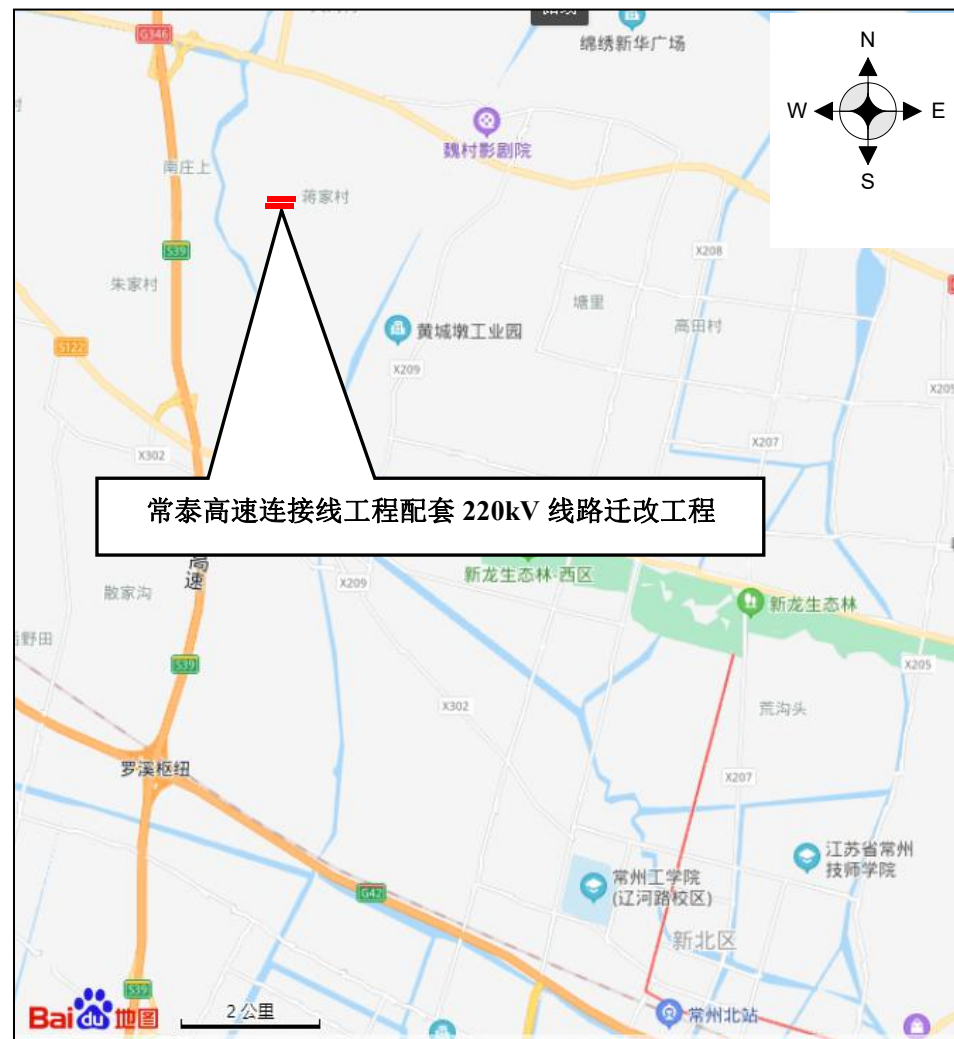 绵绣新华广场
N
G346
W
E
魏村影剧院
S
南庄上
蒋家村
S39
X208
朱家村
塘里
黄城墩工业园
高田村
S122
X209
X205
X302
X207
常泰高速连接线工程配套 220kV 线路迁改工程
高速
X209
新龙生态林·西区
散家沟
新龙生态林
野田
S39
X205
X302
荒沟头
罗溪枢纽
X207
江苏省常州
技师学院
常州工学院
(辽河路校区)
G42
新北区
S39
Bai du 地图
2 公里
常州北站